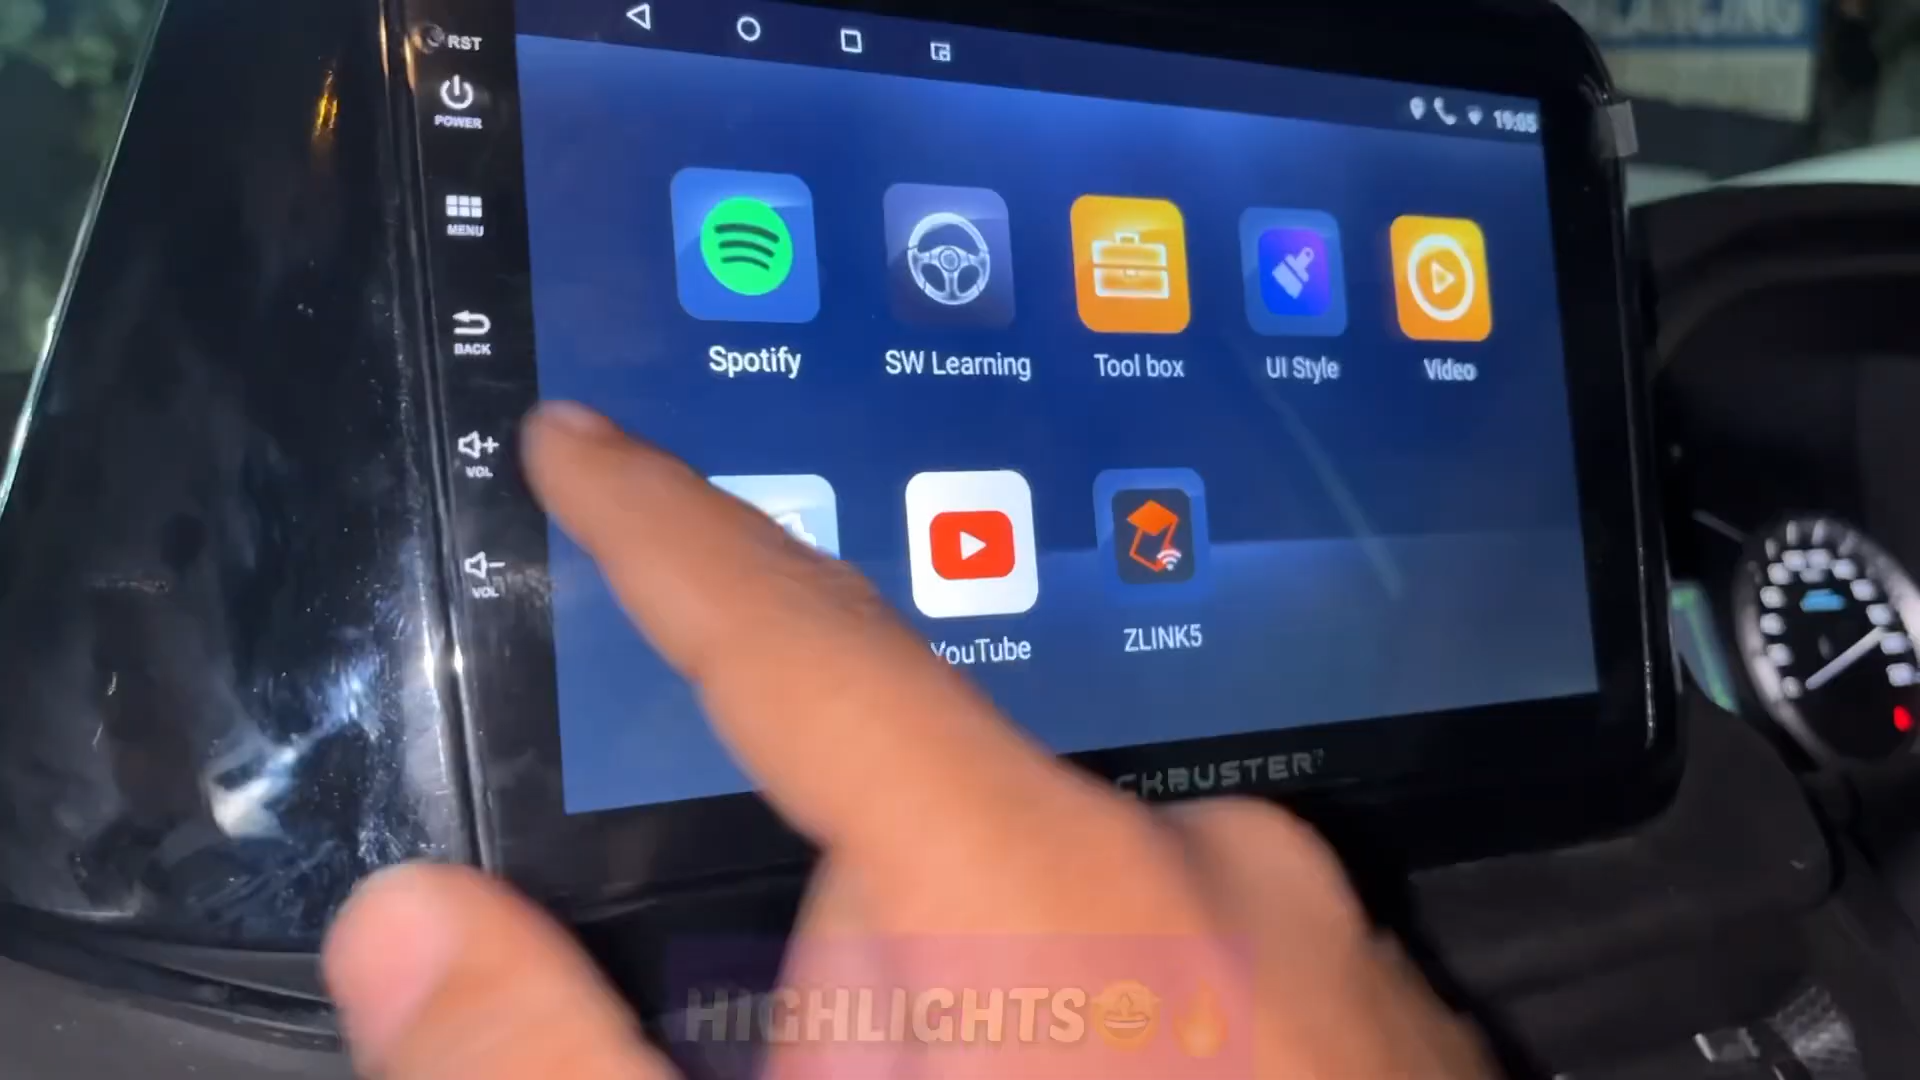 RST
POWER
MENU
BACK
VOL
VOL
19:05
Spotify
SW Learning
Tool box
UI Style
Video
YouTube
ZLINK5
CKBUSTER
HIGHLIGHTS🤩🔥